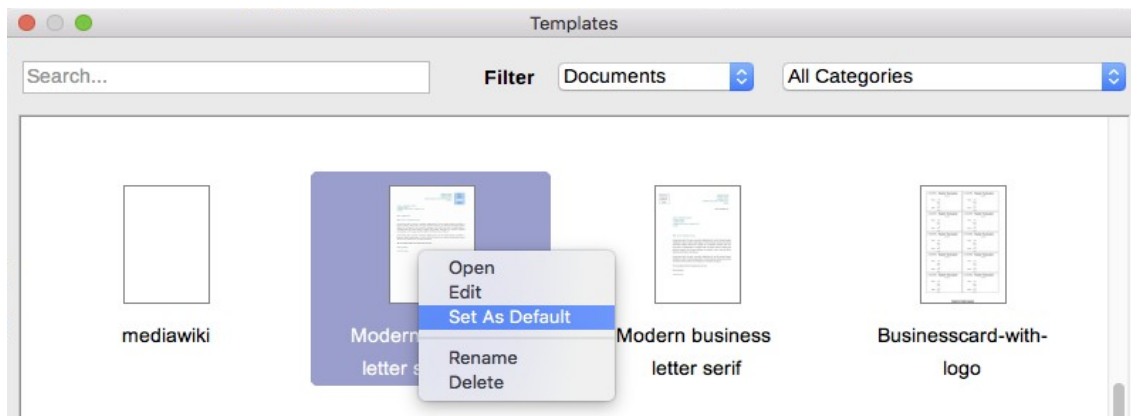 Templates
Search...
Filter
Documents
All Categories
Open
Edit
Set As Default
Rename
Delete
mediawiki
Modern
letter s
Modern business
letter serif
Businesscard-with-
logo